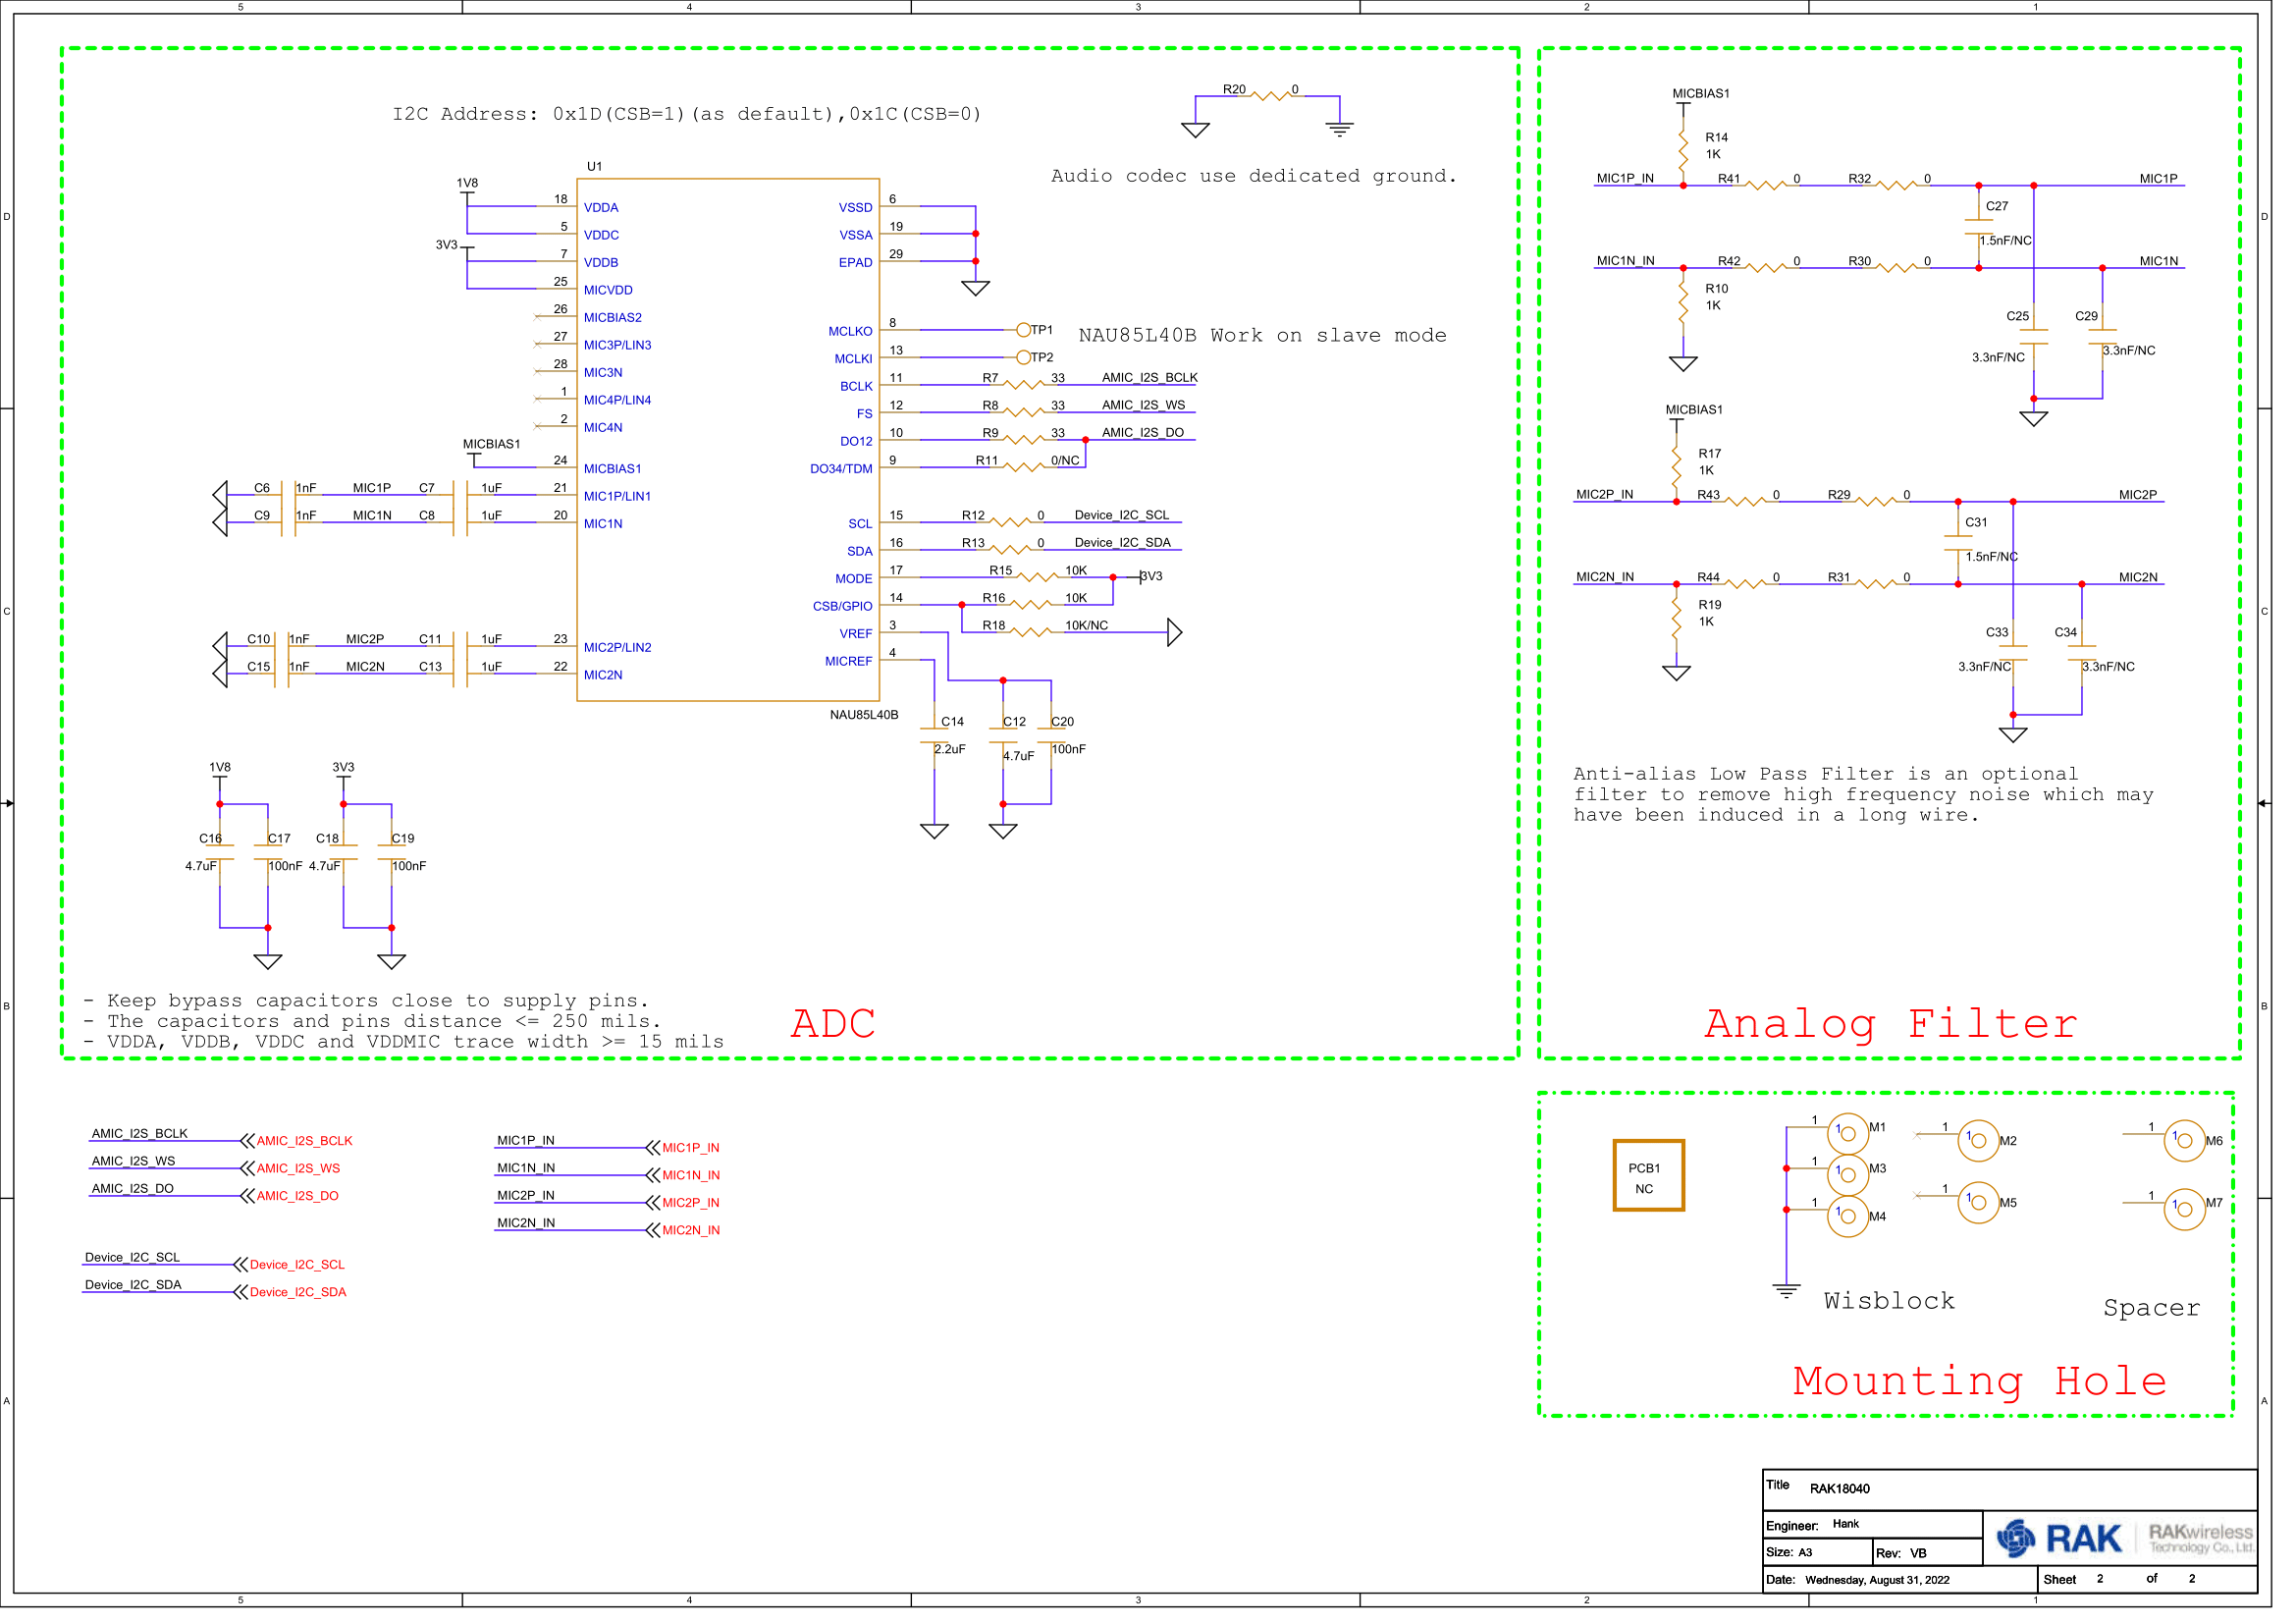 5 4 3 2 1
D D
C C
B B
A A
I2C Address: 0x1D(CSB=1)(as default),0x1C(CSB=0)
R20 0
Audio codec use dedicated ground.
U1
1V8
18 VDDA
5 VDDC
3V3
7 VDDB
25 MICVDD
26 MICBIAS2
27 MIC3P/LIN3
28 MIC3N
1 MIC4P/LIN4
2 MIC4N
MICBIAS1
24 MICBIAS1
C6 1nF MIC1P C7 1uF 21 MIC1P/LIN1
C9 1nF MIC1N C8 1uF 20 MIC1N
C10 1nF MIC2P C11 1uF 23 MIC2P/LIN2
C15 1nF MIC2N C13 1uF 22 MIC2N
VSSD 6
VSSA 19
EPAD 29
MCLKO 8 TP1
NAU85L40B Work on slave mode
MCLKI 13 TP2
BCLK 11 R7 33 AMIC_I2S_BCLK
FS 12 R8 33 AMIC_I2S_WS
DO12 10 R9 33 AMIC_I2S_DO
DO34/TDM 9 R11 0/NC
SCL 15 R12 0 Device_I2C_SCL
SDA 16 R13 0 Device_I2C_SDA
MODE 17 R15 10K 3V3
CSB/GPIO 14 R16 10K
VREF 3 R18 10K/NC
MICREF 4
NAU85L40B
C14 C12 C20
2.2uF 4.7uF 100nF
1V8 3V3
C16 C17 C18 C19
4.7uF 100nF 4.7uF 100nF
- Keep bypass capacitors close to supply pins.
- The capacitors and pins distance <= 250 mils.
- VDDA, VDDB, VDDC and VDDMIC trace width >= 15 mils
ADC
MICBIAS1
R14
1K
MIC1P_IN R41 0 R32 0 MIC1P
C27
1.5nF/NC
MIC1N_IN R42 0 R30 0 MIC1N
R10
1K
C25 C29
3.3nF/NC 3.3nF/NC
MICBIAS1
R17
1K
MIC2P_IN R43 0 R29 0 MIC2P
C31
1.5nF/NC
MIC2N_IN R44 0 R31 0 MIC2N
R19
1K
C33 C34
3.3nF/NC 3.3nF/NC
Anti-alias Low Pass Filter is an optional
filter to remove high frequency noise which may
have been induced in a long wire.
Analog Filter
AMIC_I2S_BCLK AMIC_I2S_BCLK
AMIC_I2S_WS AMIC_I2S_WS
AMIC_I2S_DO AMIC_I2S_DO
Device_I2C_SCL Device_I2C_SCL
Device_I2C_SDA Device_I2C_SDA
MIC1P_IN MIC1P_IN
MIC1N_IN MIC1N_IN
MIC2P_IN MIC2P_IN
MIC2N_IN MIC2N_IN
PCB1
NC
1 1 M1
1 1 M3
1 1 M4
1 1 M2
1 1 M5
1 1 M6
1 1 M7
Wisblock
Spacer
Mounting Hole
Title RAK18040
Engineer: Hank
Size: A3 Rev: VB
RAK RAKwireless
Technology Co., Ltd.
Date: Wednesday, August 31, 2022 Sheet 2 of 2
5 4 3 2 1